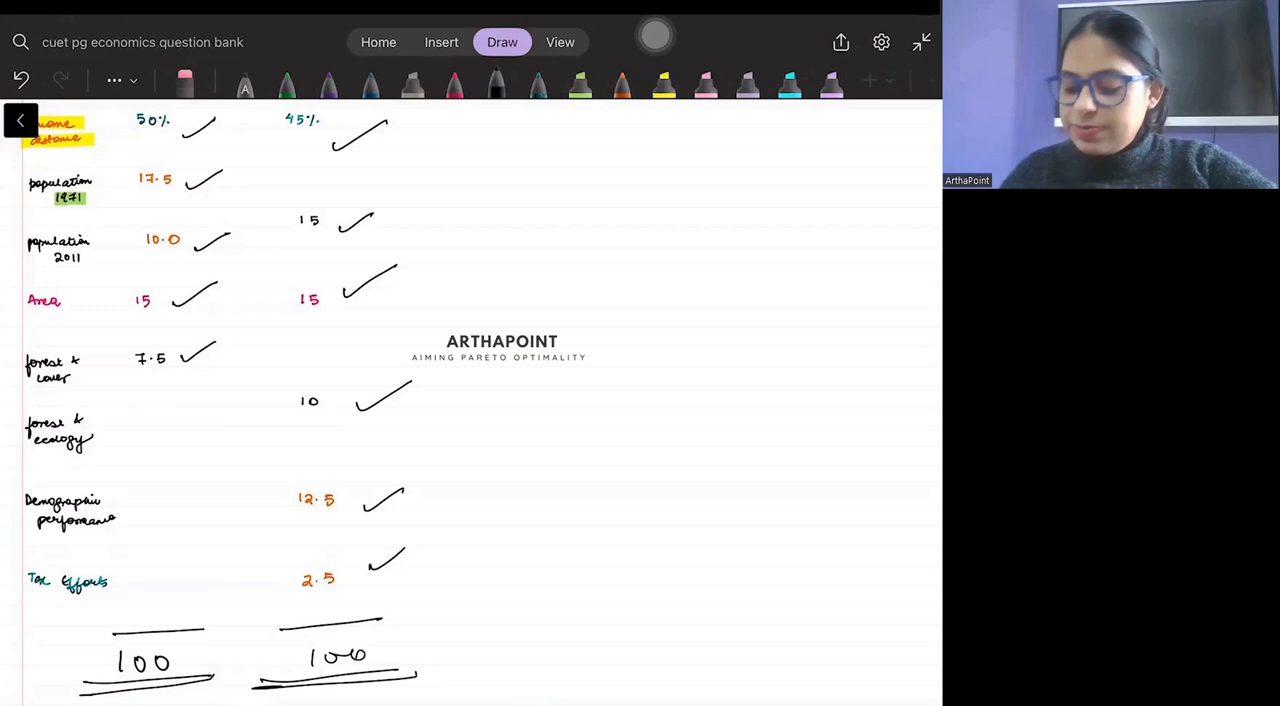 cuet pg economics question bank
Home Insert Draw View
A
distance
50% 45%
population 17.5
1971
15
population 10.0
2011
Area 15 15
forest & 7.5
cover
10
forest &
ecology
Demographic 12.5
performance
Tax Efforts 2.5
100 100
ARTHAPOINT
AIMING PARETO OPTIMALITY
ArthaPoint